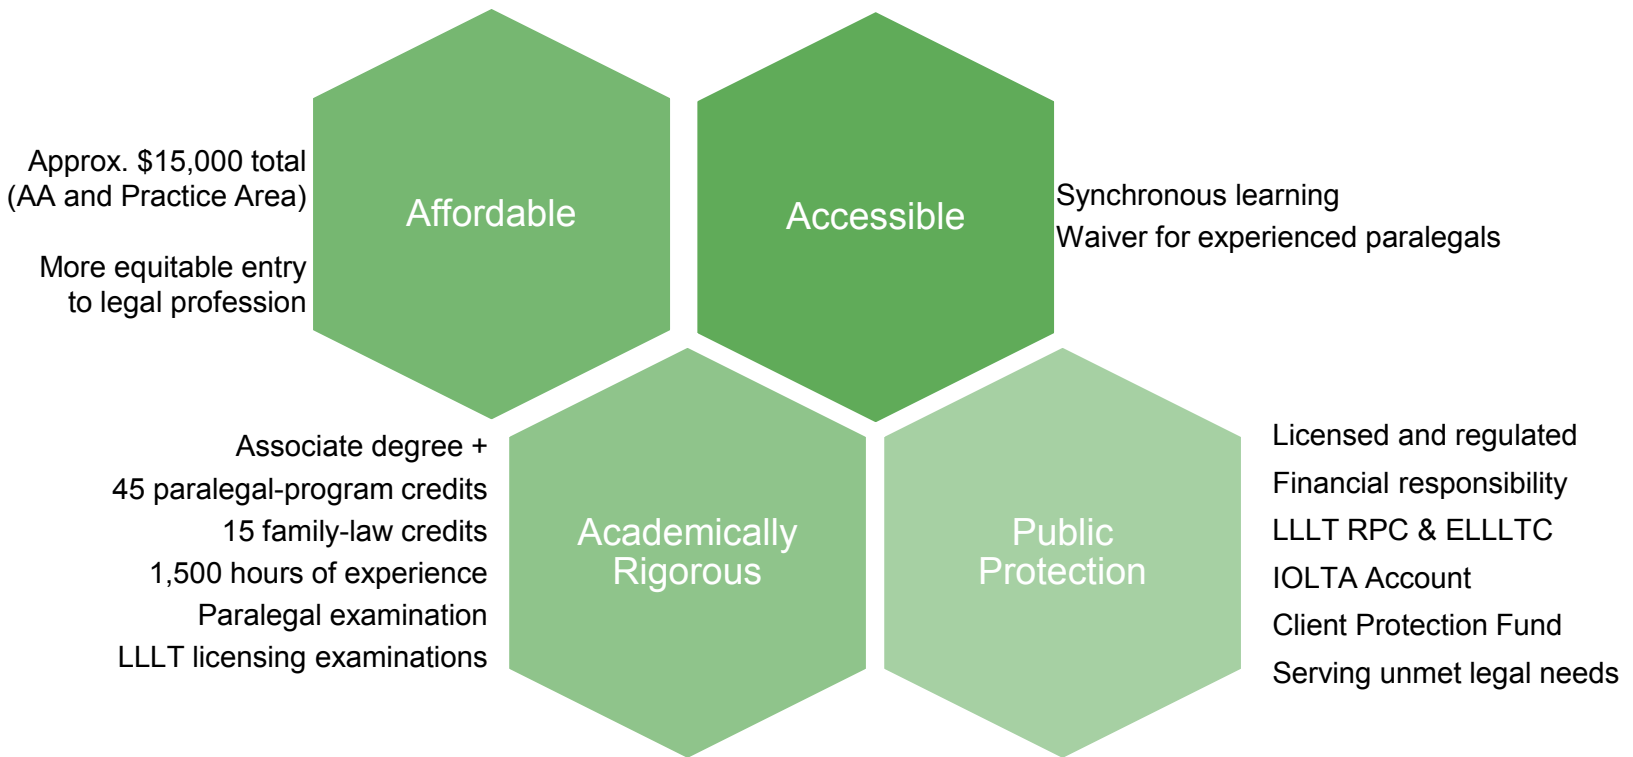 Approx. $15,000 total
(AA and Practice Area)
More equitable entry
to legal profession
Affordable
Accessible
Synchronous learning
Waiver for experienced paralegals
Associate degree +
45 paralegal-program credits
15 family-law credits
1,500 hours of experience
Paralegal examination
LLLT licensing examinations
Academically
Rigorous
Public
Protection
Licensed and regulated
Financial responsibility
LLLT RPC & ELLLTC
IOLTA Account
Client Protection Fund
Serving unmet legal needs